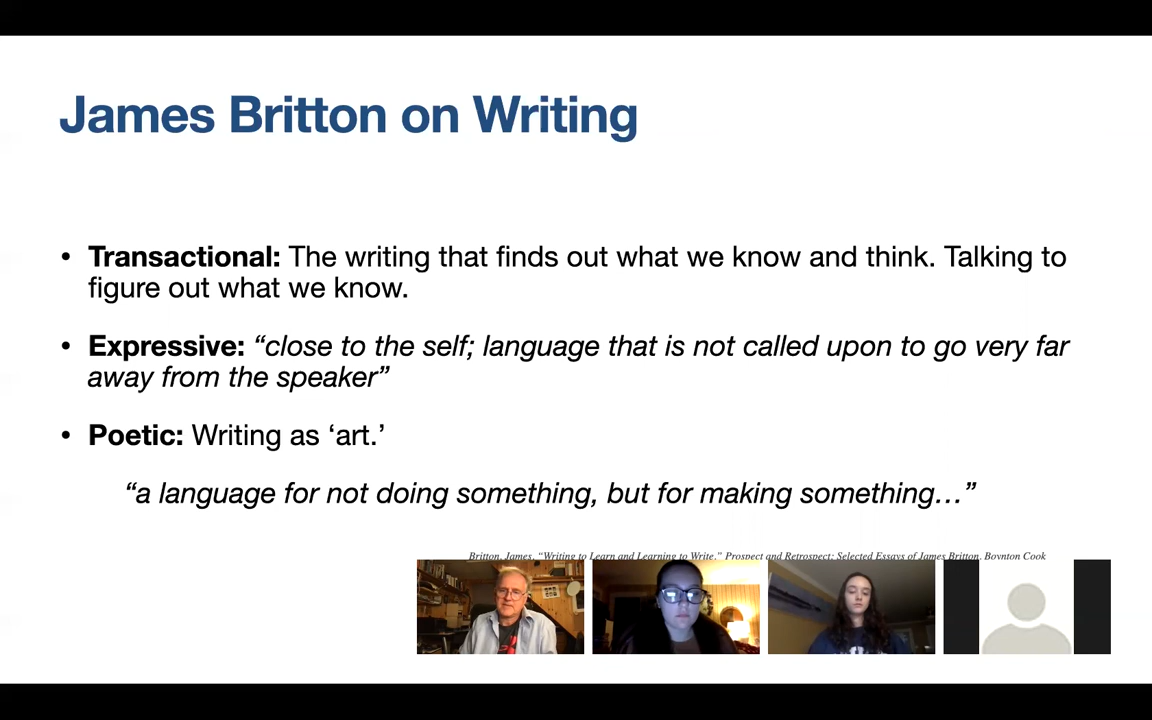 James Britton on Writing
• Transactional: The writing that finds out what we know and think. Talking to
figure out what we know.
• Expressive: “close to the self; language that is not called upon to go very far
away from the speaker”
• Poetic: Writing as ‘art.’
“a language for not doing something, but for making something…”
Britton, James, “Writing to Learn and Learning to Write,” Prospect and Retrospect: Selected Essays of James Britton. Boynton Cook